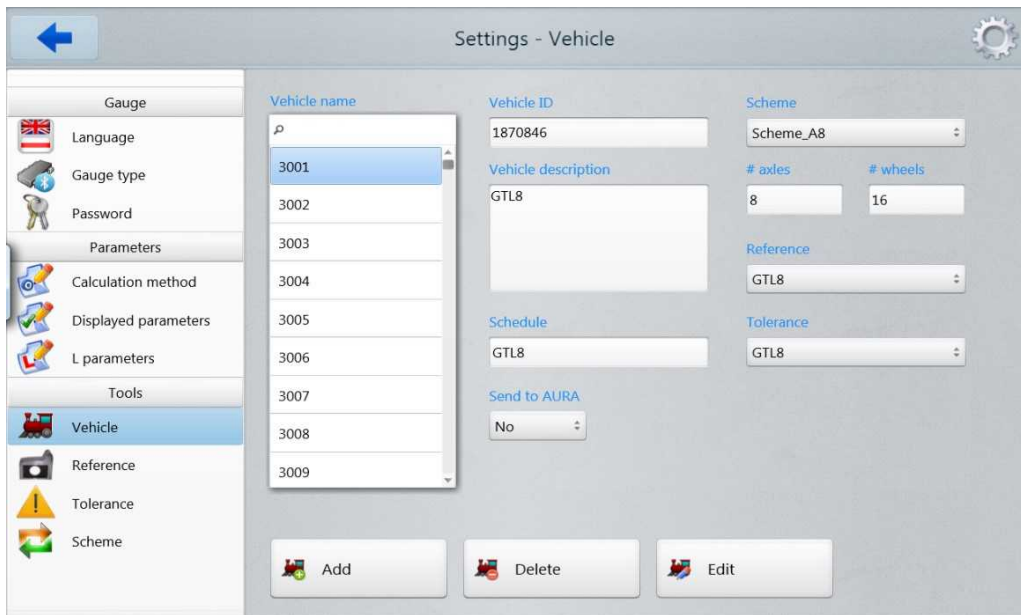 Settings - Vehicle
Gauge
Language
Gauge type
Password
Parameters
Calculation method
Displayed parameters
L parameters
Tools
Vehicle
Reference
Tolerance
Scheme
Vehicle name
3001
3002
3003
3004
3005
3006
3007
3008
3009
Vehicle ID
1870846
Vehicle description
GTL8
Schedule
GTL8
Send to AURA
No
Scheme
Scheme_A8
# axles # wheels
8 16
Reference
GTL8
Tolerance
GTL8
Add Delete Edit